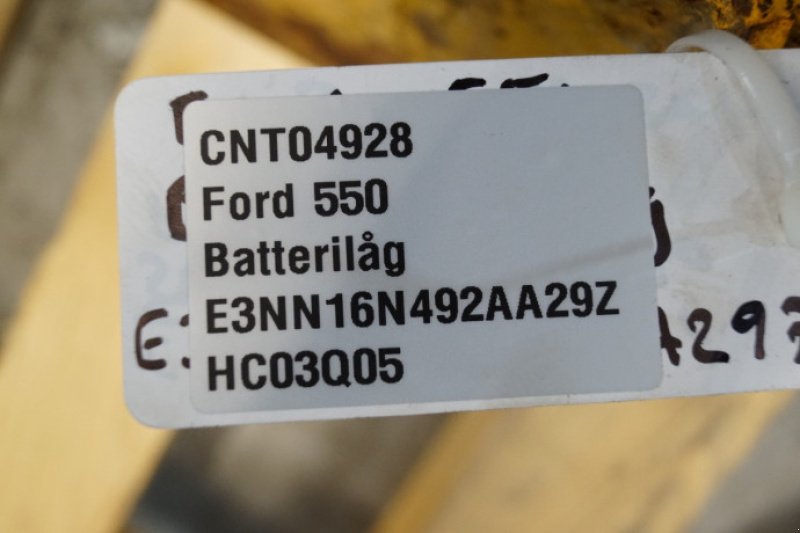 CNT04928
Ford 550
Batterilåg
E3NN16N492AA29Z
HC03Q05